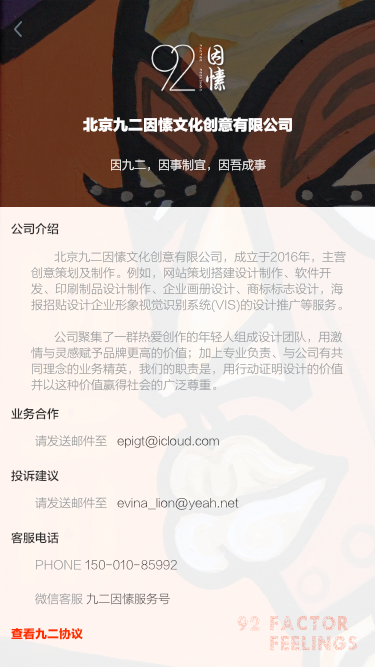 92 因愫
北京九二因愫文化创意有限公司
因九二，因事制宜，因吾成事
公司介绍
北京九二因愫文化创意有限公司，成立于2016年，主营
创意策划及制作。例如，网站策划搭建设计制作、软件开
发、印刷制品设计制作、企业画册设计、商标标志设计，海
报招贴设计企业形象视觉识别系统(VIS)的设计推广等服务。
公司聚集了一群热爱创作的年轻人组成设计团队，用激
情与灵感赋予品牌更高的价值；加上专业负责、与公司有共
同理念的业务精英，我们的职责是，用行动证明设计的价值
并以这种价值赢得社会的广泛尊重。
业务合作
请发送邮件至 epigt@icloud.com
投诉建议
请发送邮件至 evina_lion@yeah.net
客服电话
PHONE 150-010-85992
微信客服 九二因愫服务号
查看九二协议
92 FACTOR
FEELINGS